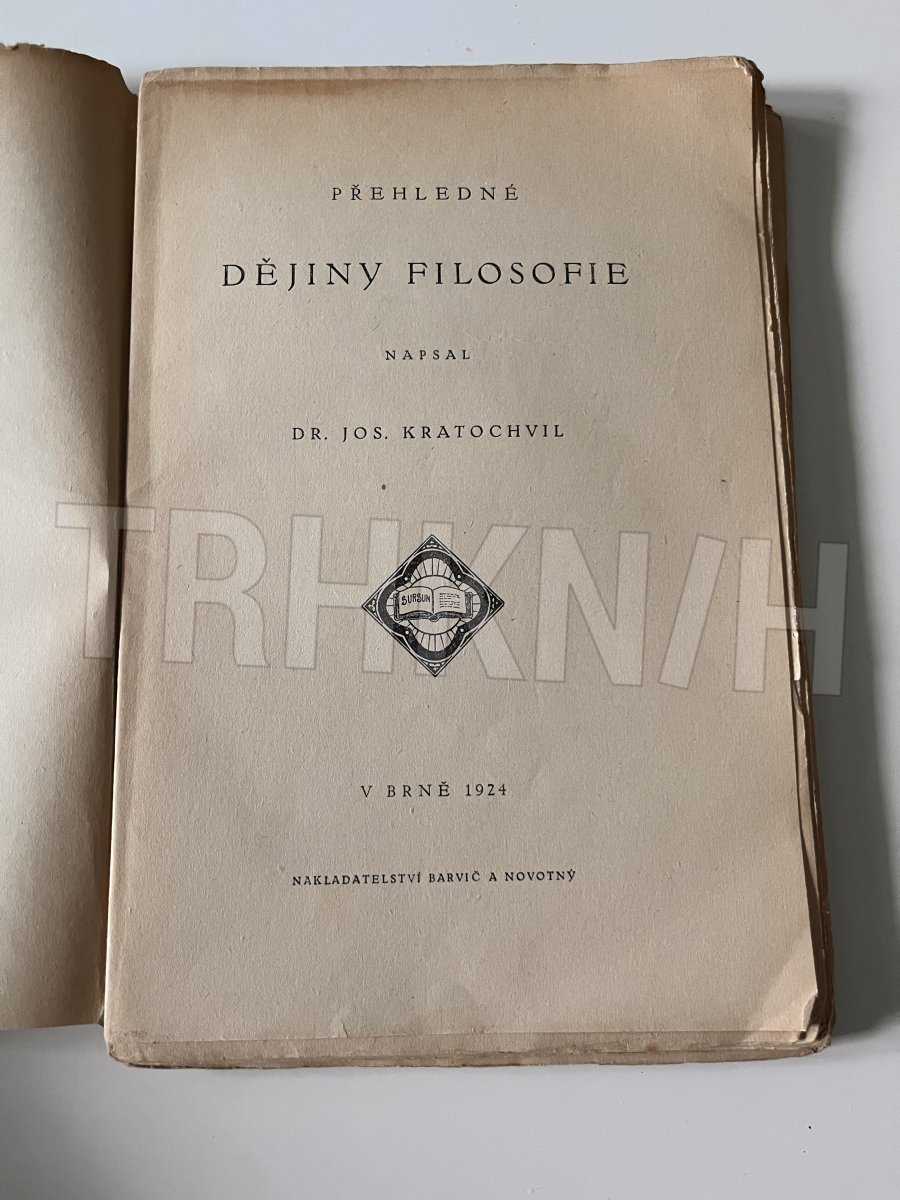 PŘEHLEDNÉ
DĚJINY FILOSOFIE
NAPSAL
DR. JOS. KRATOCHVIL
TRHKNIH
SURSUM
V BRNĚ 1924
NAKLADATELSTVÍ BARVIČ A NOVOTNÝ